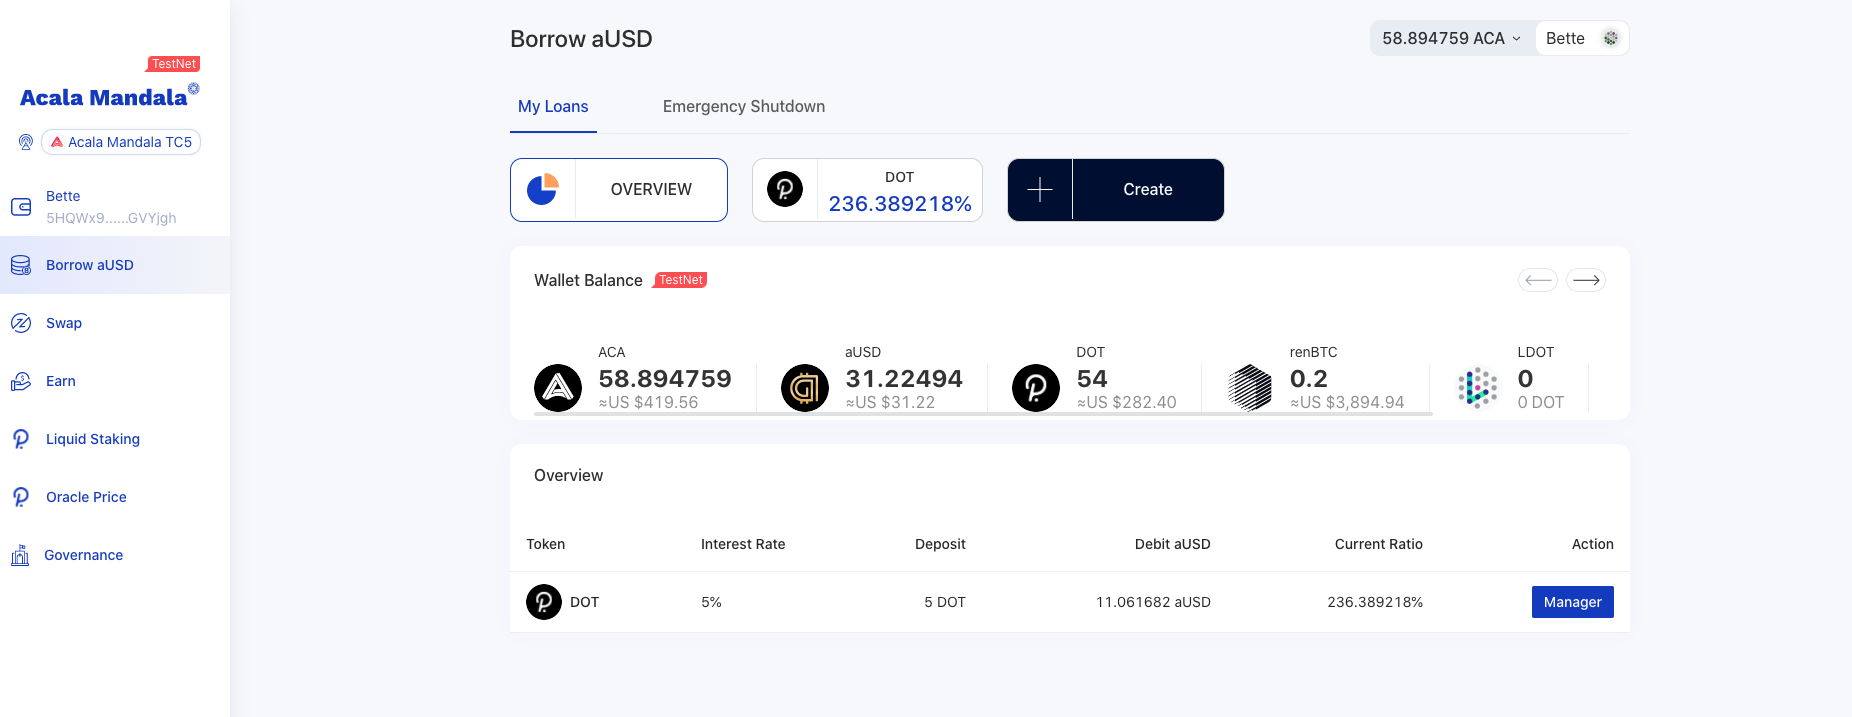 TestNet
Acala Mandala
Acala Mandala TC5
Bette
5HQWx9......GVYjgh
Borrow aUSD
Swap
Earn
Liquid Staking
Oracle Price
Governance
Borrow aUSD
58.894759 ACA
Bette
My Loans
Emergency Shutdown
OVERVIEW
DOT
236.389218%
Create
Wallet Balance TestNet
ACA
58.894759
≈US $419.56
aUSD
31.22494
≈US $31.22
DOT
54
≈US $282.40
renBTC
0.2
≈US $3,894.94
LDOT
0
0 DOT
Overview
Token Interest Rate Deposit Debit aUSD Current Ratio Action
DOT 5% 5 DOT 11.061682 aUSD 236.389218% Manager